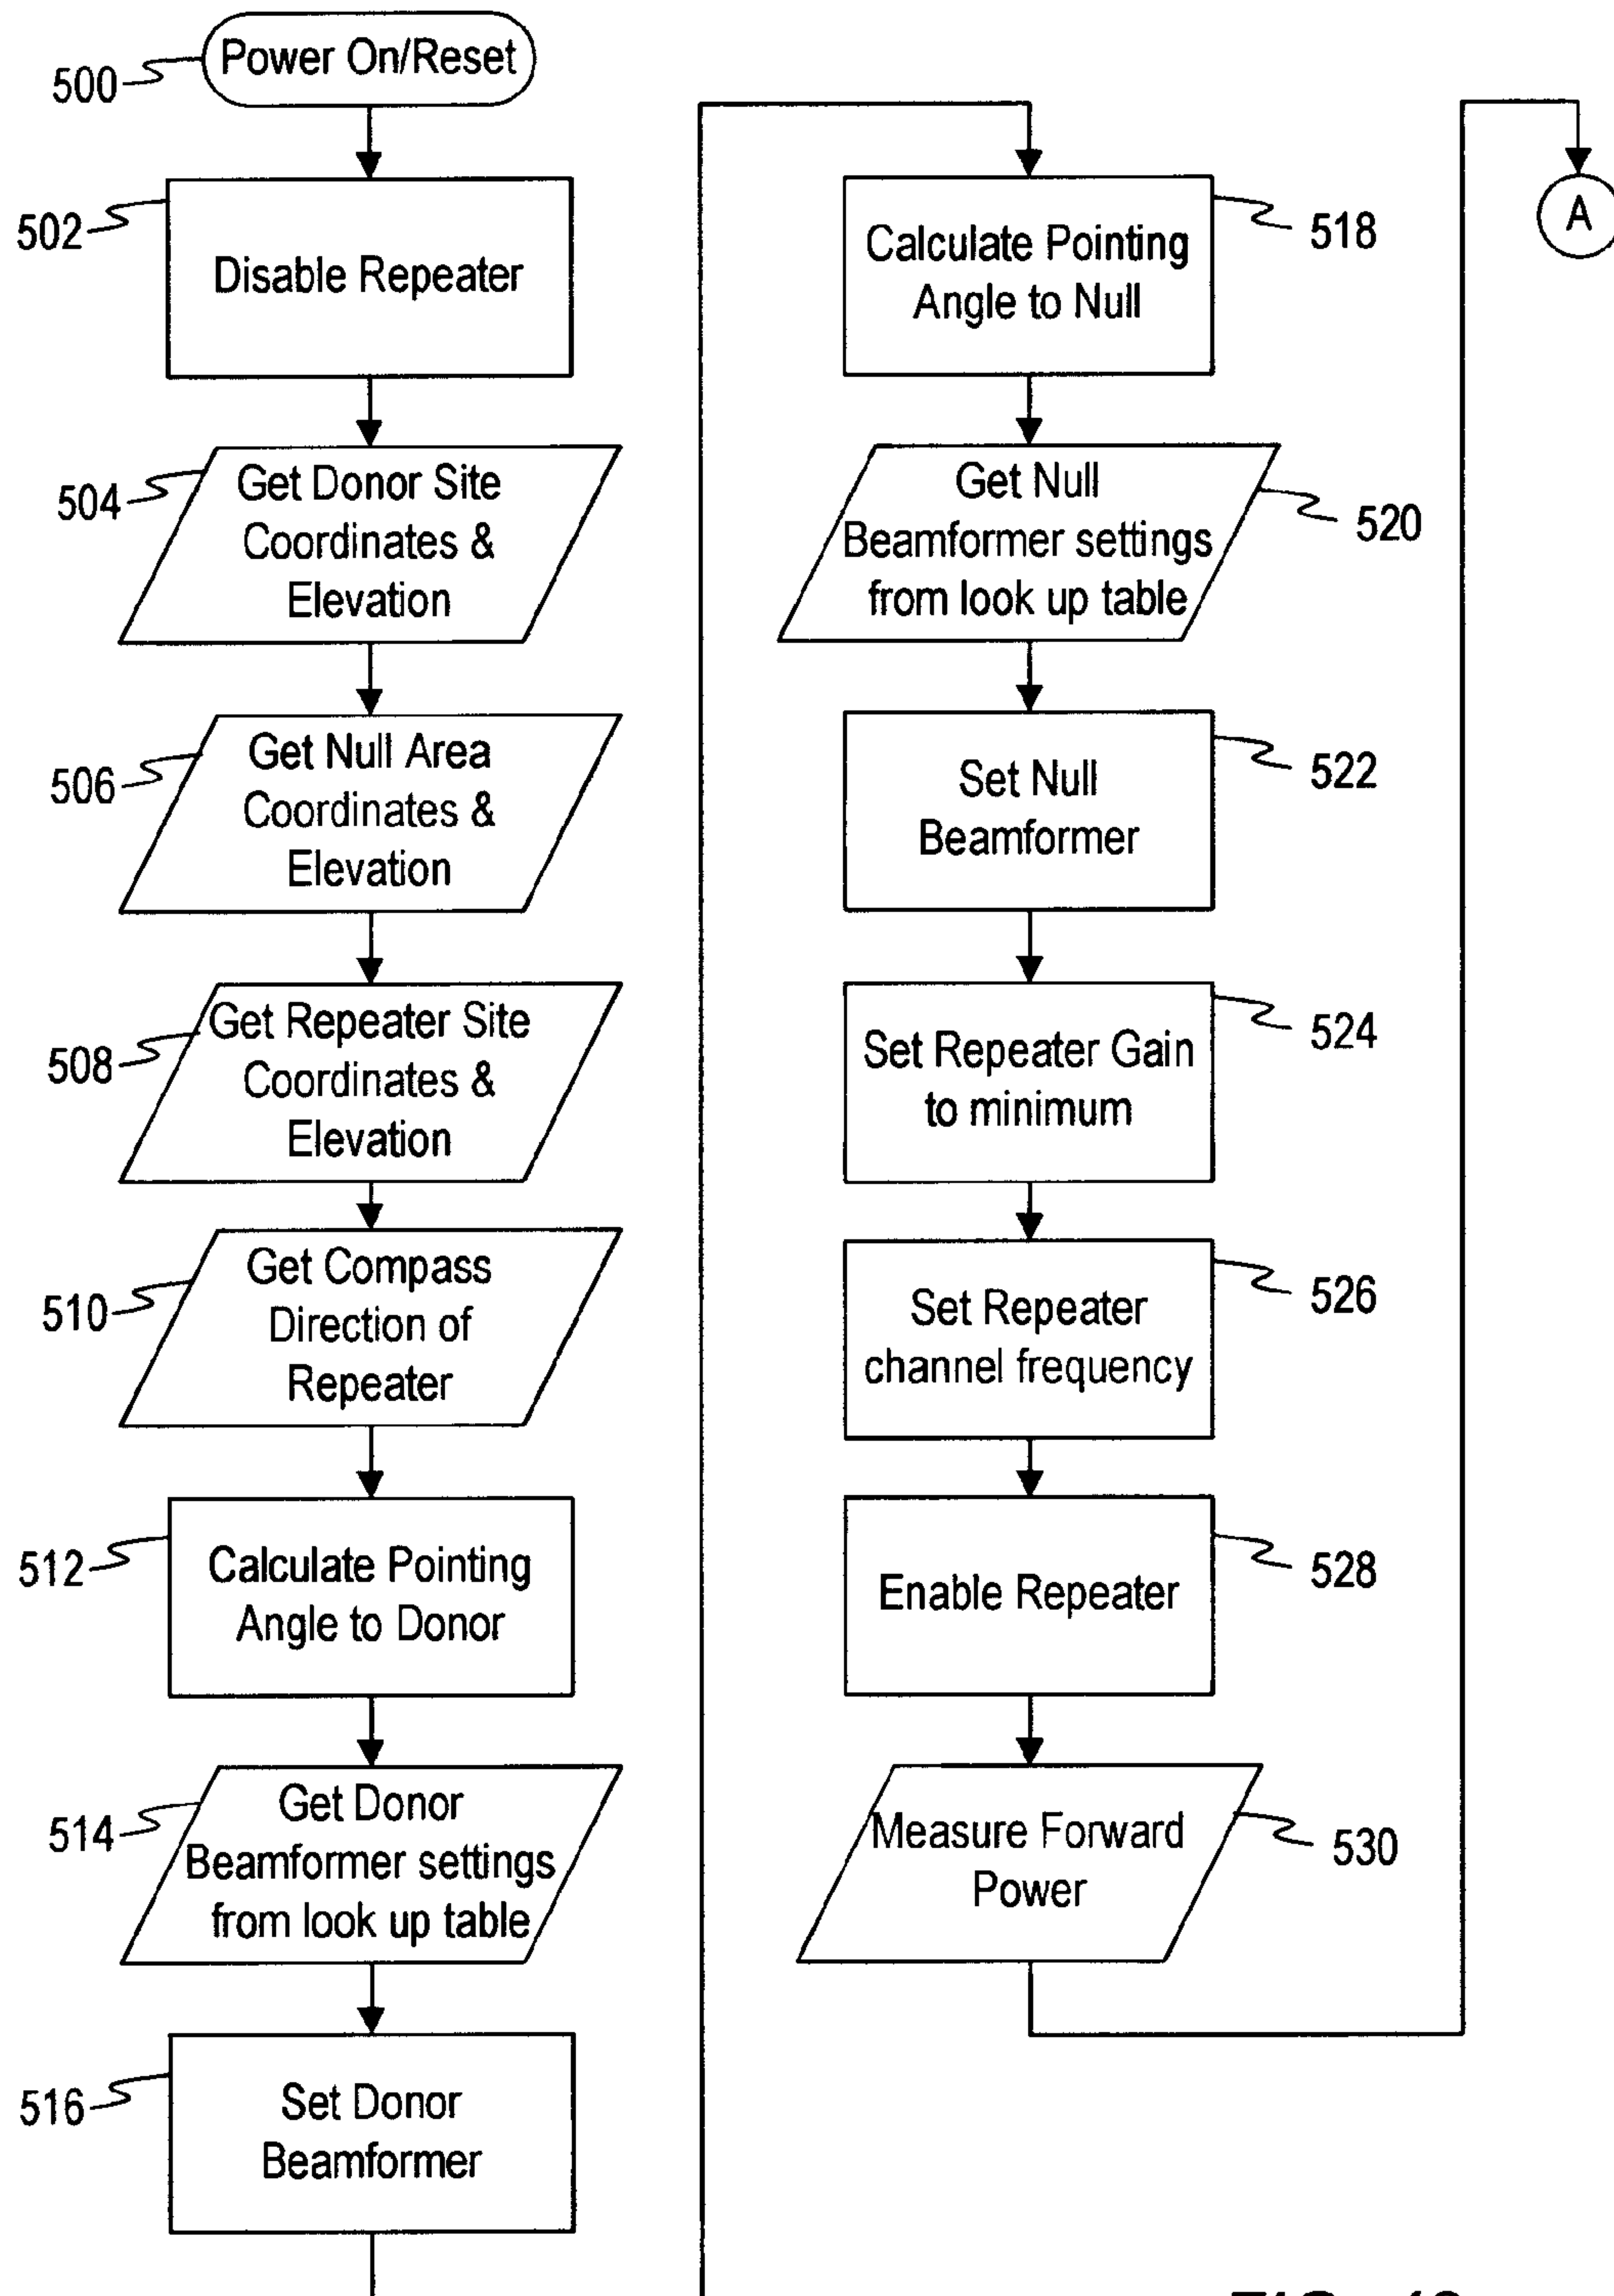 500
Power On/Reset
502
Disable Repeater
504
Get Donor Site
Coordinates &
Elevation
506
Get Null Area
Coordinates &
Elevation
508
Get Repeater Site
Coordinates &
Elevation
510
Get Compass
Direction of
Repeater
512
Calculate Pointing
Angle to Donor
514
Get Donor
Beamformer settings
from look up table
516
Set Donor
Beamformer
518
Calculate Pointing
Angle to Null
520
Get Null
Beamformer settings
from look up table
522
Set Null
Beamformer
524
Set Repeater Gain
to minimum
526
Set Repeater
channel frequency
528
Enable Repeater
530
Measure Forward
Power
A